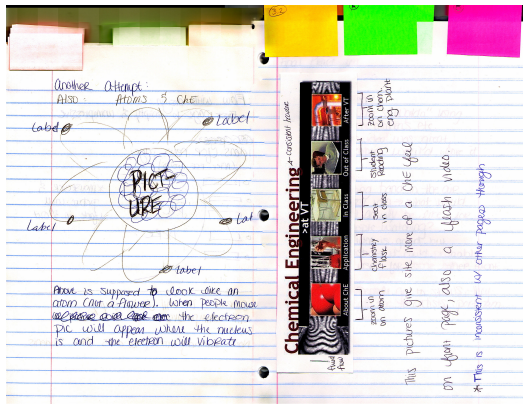 Another attempt:
Also: Atoms & ChE
Label
Label
PICT-
URE
Label
Label
Above is supposed to look like an
atom (Not a Flower). When people mouse
the electron
pic will appear where the nucleus
is and the electron will vibrate
Chemical Engineering
>at VT
About ChE
Application
In Class
Out of Class
After VT
zoom in
on atom
chemistry
flask
Seat
in class
Student
Reading
zoom in
on chem.
eng. plant
fluid
flow
This pictures give site more of a ChE feel
on front page, also a flash video
*This is inconsistent w/ other pages though